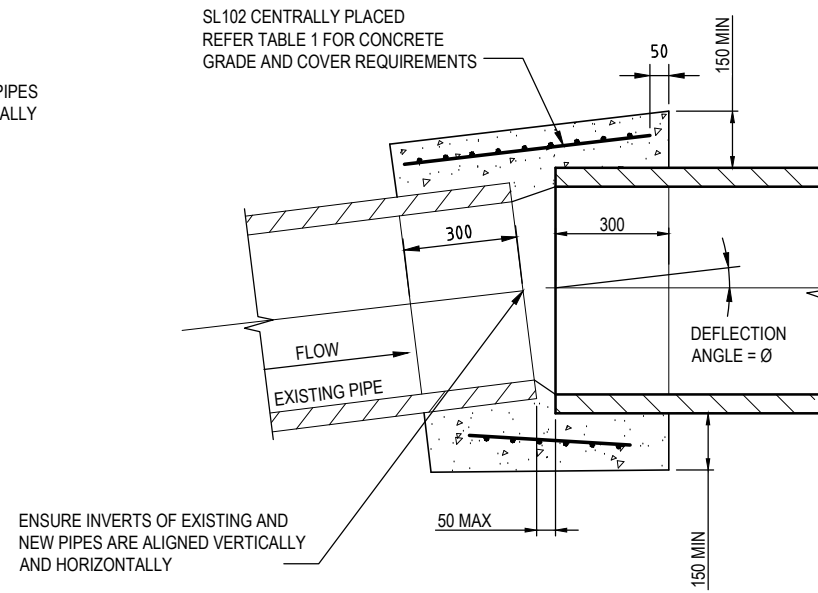 SL102 CENTRALLY PLACED
REFER TABLE 1 FOR CONCRETE
GRADE AND COVER REQUIREMENTS
50
150 MIN
PIPES
300
300
DEFLECTION
ANGLE = Ø
FLOW
EXISTING PIPE
ENSURE INVERTS OF EXISTING AND
NEW PIPES ARE ALIGNED VERTICALLY
AND HORIZONTALLY
50 MAX
150 MIN